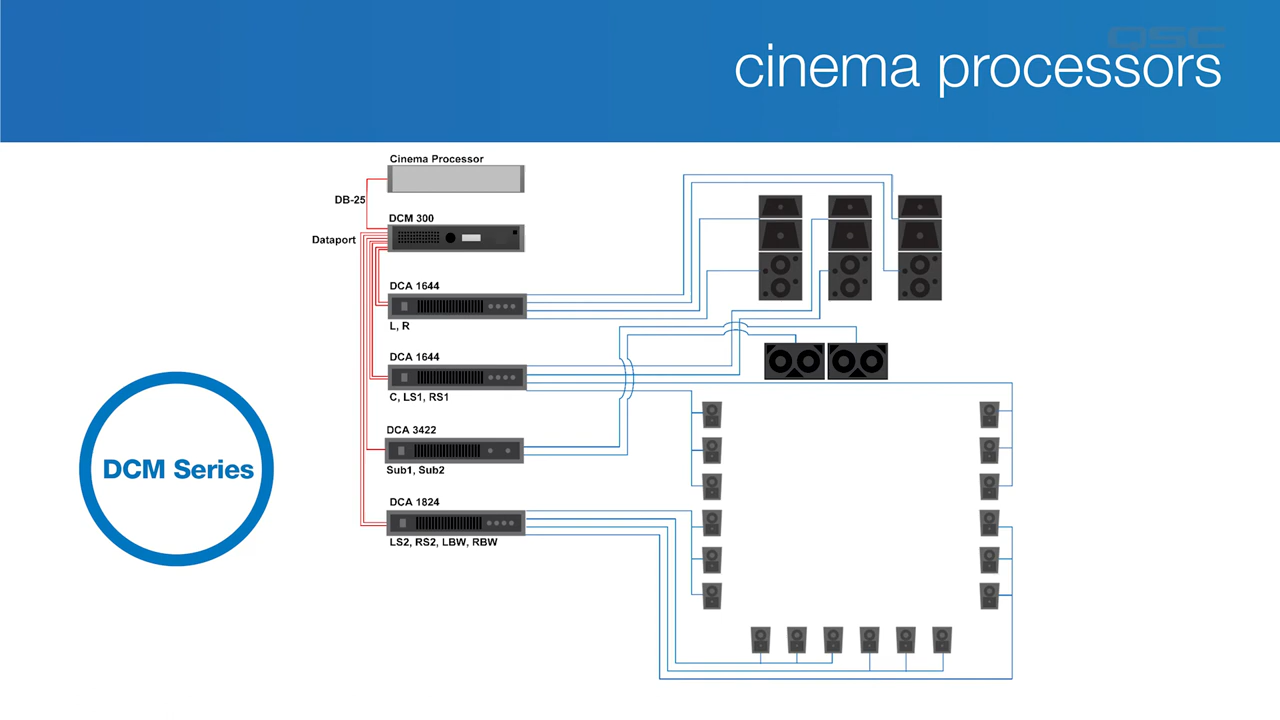 QSC
cinema processors
Cinema Processor
DB-25
DCM 300
Dataport
DCA 1644
L, R
DCA 1644
C, LS1, RS1
DCA 3422
Sub1, Sub2
DCM Series
DCA 1824
LS2, RS2, LBW, RBW